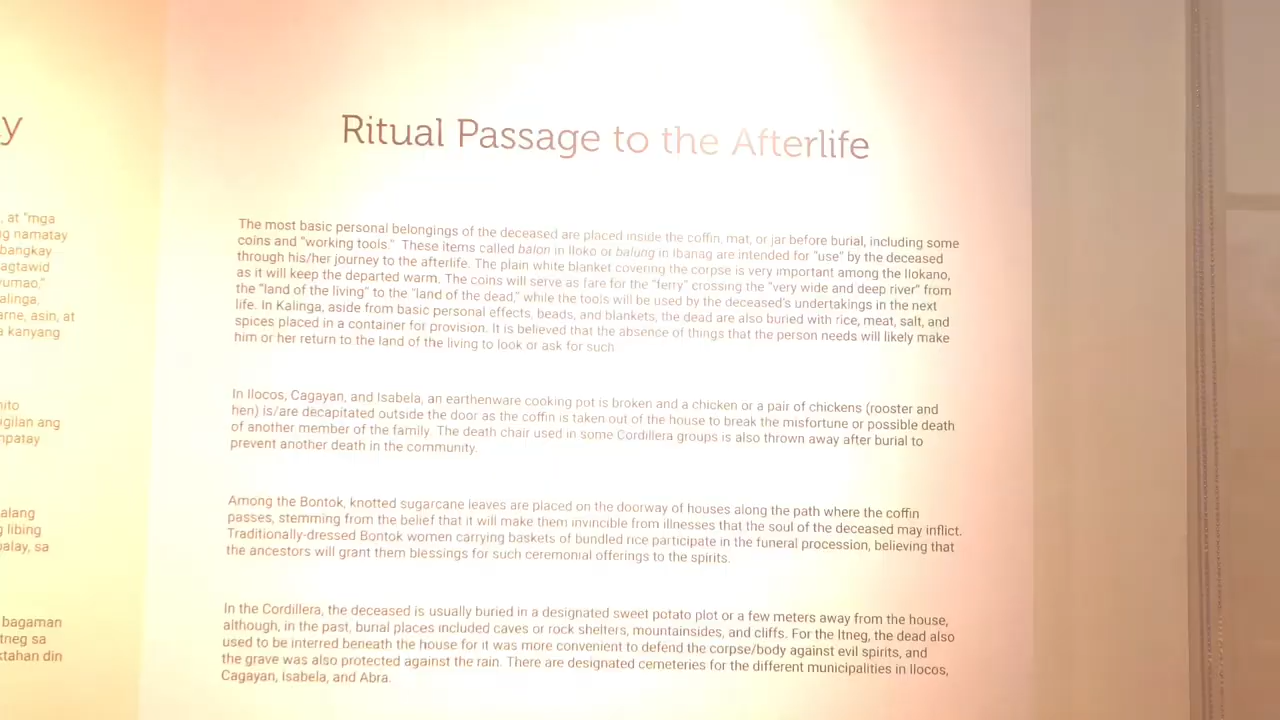 y
, at "mga
g namatay
bangkay
agtawid
yumao."
alinga,
arne, asin, at
a kanyang
nito
igilan ang
mpatay
alang
g libing
palay, sa
bagaman
tneg sa
ktahan din
Ritual Passage to the Afterlife
The most basic personal belongings of the deceased are placed inside the coffin, mat, or jar before burial, including some
coins and "working tools." These items called balon in Iloko or balung in Ibanag are intended for "use" by the deceased
through his/her journey to the afterlife. The plain white blanket covering the corpse is very important among the Ilokano,
as it will keep the departed warm. The coins will serve as fare for the "ferry" crossing the "very wide and deep river" from
the "land of the living" to the "land of the dead," while the tools will be used by the deceased's undertakings in the next
life. In Kalinga, aside from basic personal effects, beads, and blankets, the dead are also buried with rice, meat, salt, and
spices placed in a container for provision. It is believed that the absence of things that the person needs will likely make
him or her return to the land of the living to look or ask for such
In Ilocos, Cagayan, and Isabela, an earthenware cooking pot is broken and a chicken or a pair of chickens (rooster and
hen) is/are decapitated outside the door as the coffin is taken out of the house to break the misfortune or possible death
of another member of the family. The death chair used in some Cordillera groups is also thrown away after burial to
prevent another death in the community.
Among the Bontok, knotted sugarcane leaves are placed on the doorway of houses along the path where the coffin
passes, stemming from the belief that it will make them invincible from illnesses that the soul of the deceased may inflict.
Traditionally-dressed Bontok women carrying baskets of bundled rice participate in the funeral procession, believing that
the ancestors will grant them blessings for such ceremonial offerings to the spirits.
In the Cordillera, the deceased is usually buried in a designated sweet potato plot or a few meters away from the house,
although, in the past, burial places included caves or rock shelters, mountainsides, and cliffs. For the Itneg, the dead also
used to be interred beneath the house for it was more convenient to defend the corpse/body against evil spirits, and
the grave was also protected against the rain. There are designated cemeteries for the different municipalities in Ilocos,
Cagayan, Isabela, and Abra.